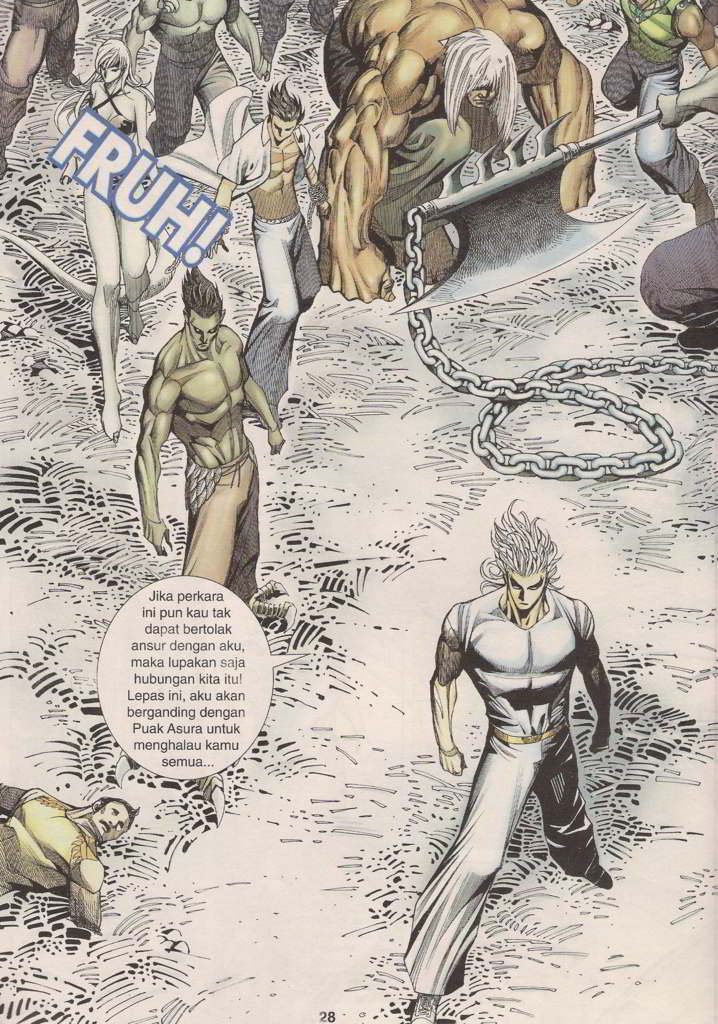 FRUH!
Jika perkara
ini pun kau tak
dapat bertolak
ansur dengan aku,
maka lupakan saja
hubungan kita itu!
Lepas ini, aku akan
berganding dengan
Puak Asura untuk
menghalau kamu
semua...
28